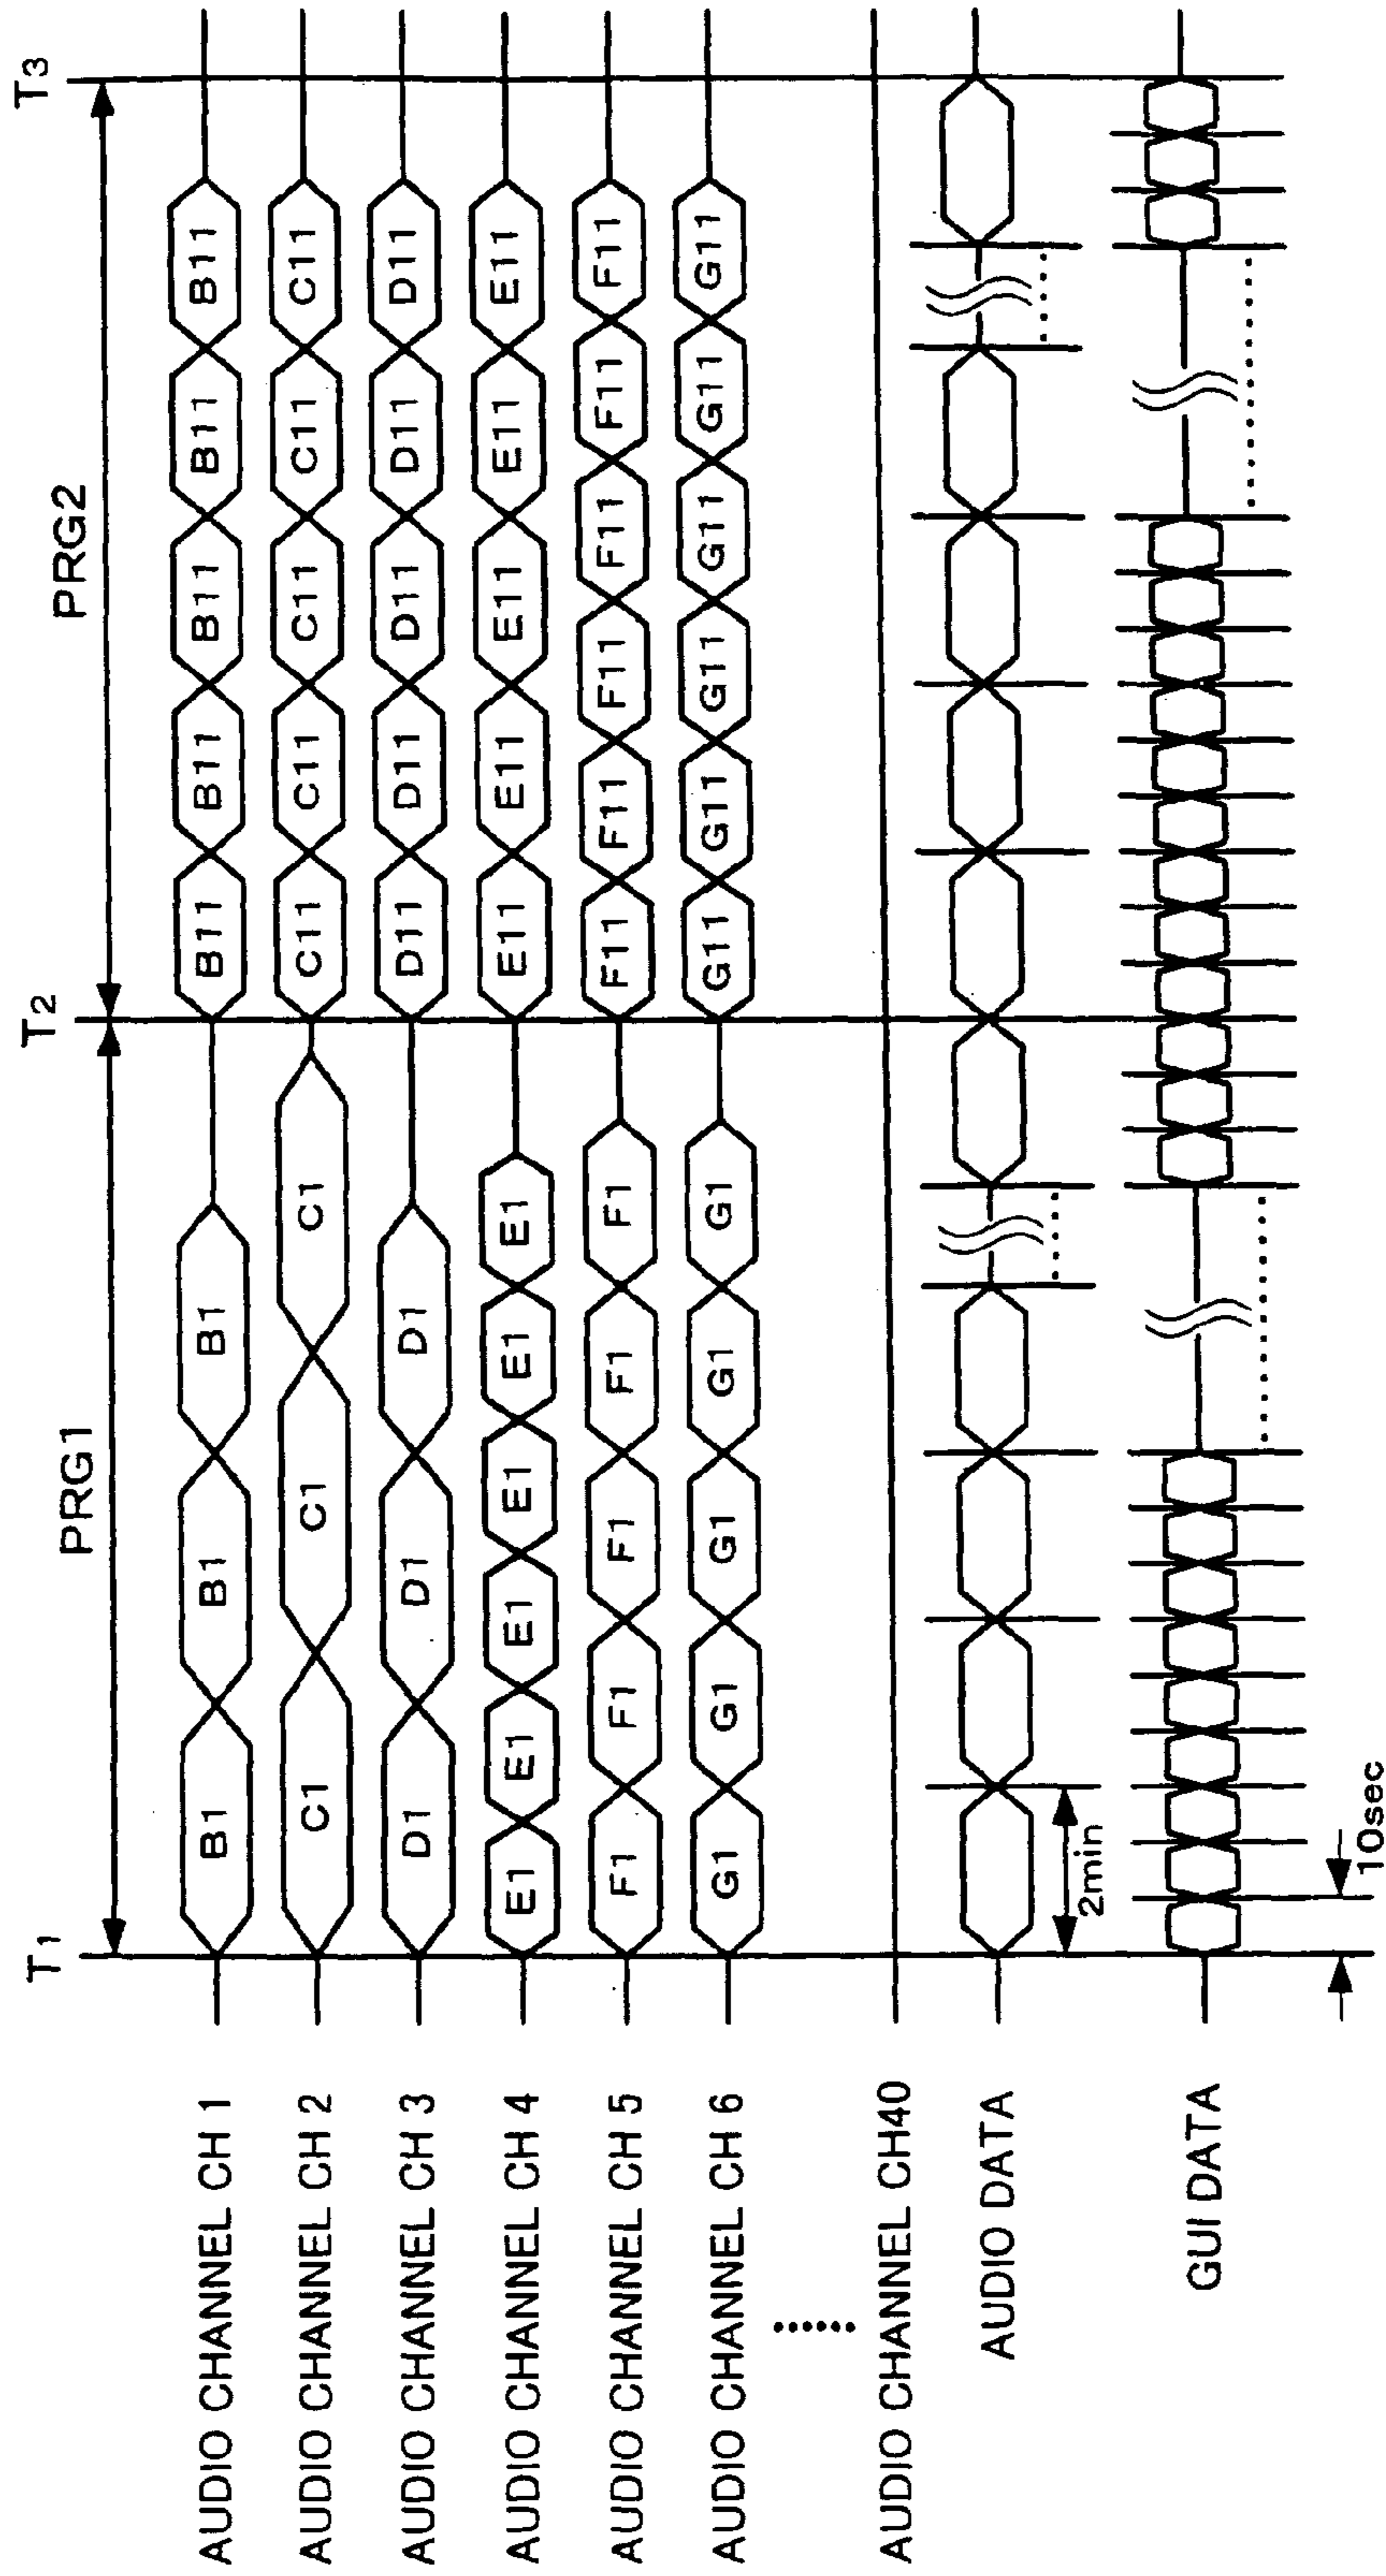 T1 T2 T3
PRG1 PRG2
AUDIO CHANNEL CH 1 B1 B1 B1 B11 B11 B11 B11 B11
AUDIO CHANNEL CH 2 C1 C1 C1 C11 C11 C11 C11 C11
AUDIO CHANNEL CH 3 D1 D1 D1 D11 D11 D11 D11 D11
AUDIO CHANNEL CH 4 E1 E1 E1 E1 E1 E1 E11 E11 E11 E11 E11
AUDIO CHANNEL CH 5 F1 F1 F1 F1 F1 F11 F11 F11 F11 F11 F11
AUDIO CHANNEL CH 6 G1 G1 G1 G1 G1 G11 G11 G11 G11 G11 G11
AUDIO CHANNEL CH40
AUDIO DATA
2min
GUI DATA
10sec